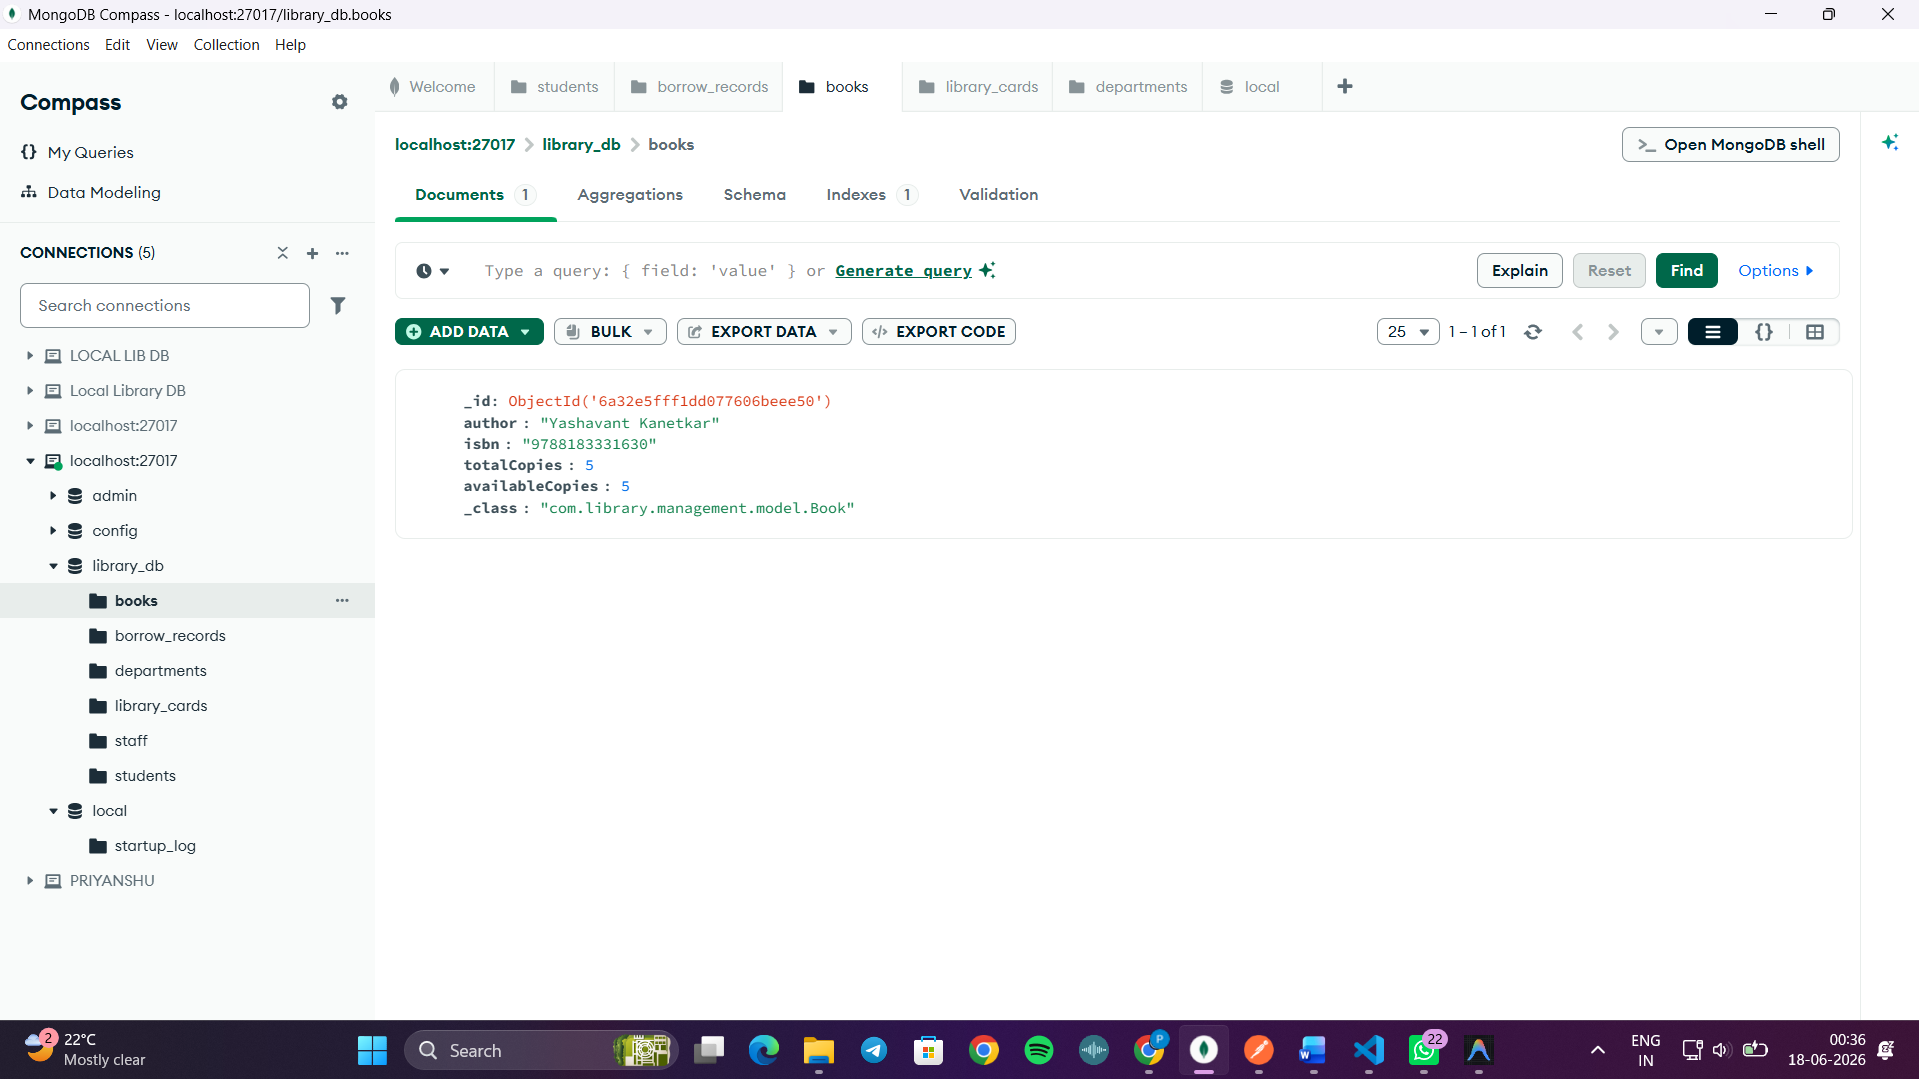 MongoDB Compass - localhost:27017/library_db.books
Connections Edit View Collection Help
Compass
My Queries
Data Modeling
CONNECTIONS (5)
Search connections
LOCAL LIB DB
Local Library DB
localhost:27017
localhost:27017
admin
config
library_db
books
borrow_records
departments
library_cards
staff
students
local
startup_log
PRIYANSHU
Welcome students borrow_records books library_cards departments local
localhost:27017 library_db books
>_ Open MongoDB shell
Documents 1 Aggregations Schema Indexes 1 Validation
Type a query: { field: 'value' } or Generate query
Explain Reset Find Options
ADD DATA BULK EXPORT DATA EXPORT CODE
25 1 – 1 of 1
_id: ObjectId('6a32e5fff1dd077606beee50')
author : "Yashavant Kanetkar"
isbn : "9788183331630"
totalCopies : 5
availableCopies : 5
_class : "com.library.management.model.Book"
2
22°C
Mostly clear
Search
P
22
ENG
IN
00:36
18-06-2026